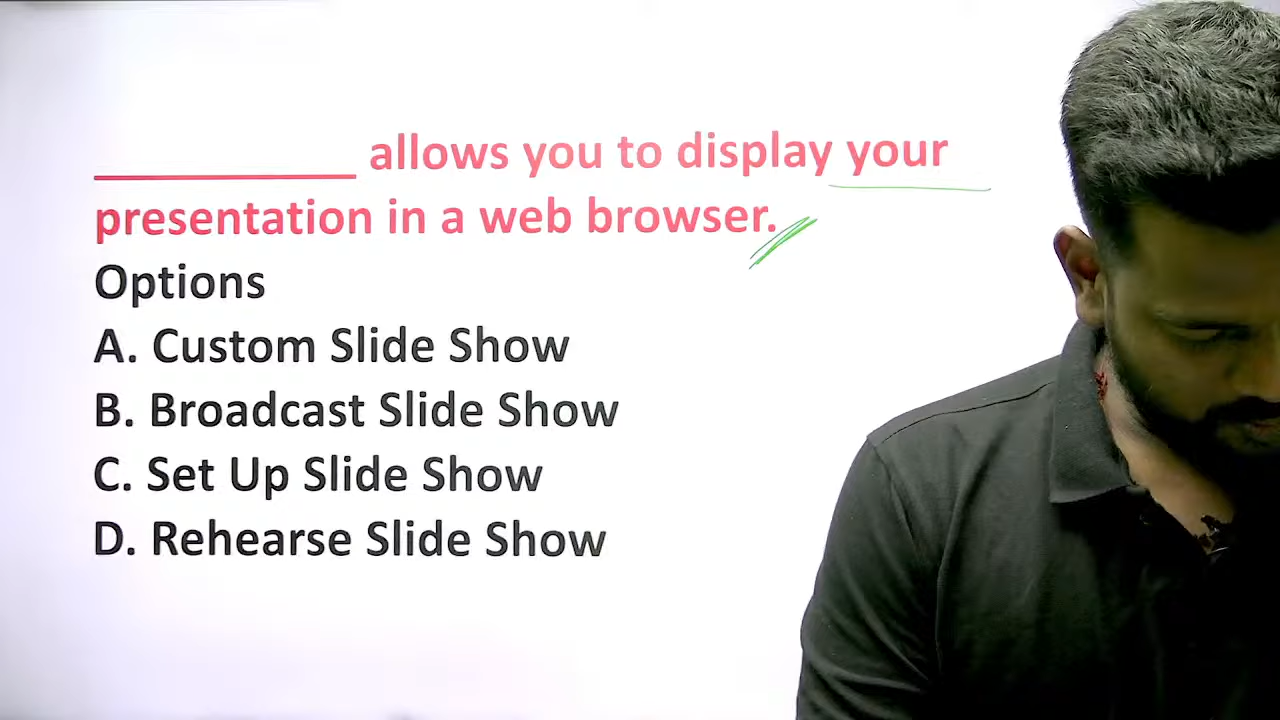 __________ allows you to display your
presentation in a web browser.
Options
A. Custom Slide Show
B. Broadcast Slide Show
C. Set Up Slide Show
D. Rehearse Slide Show